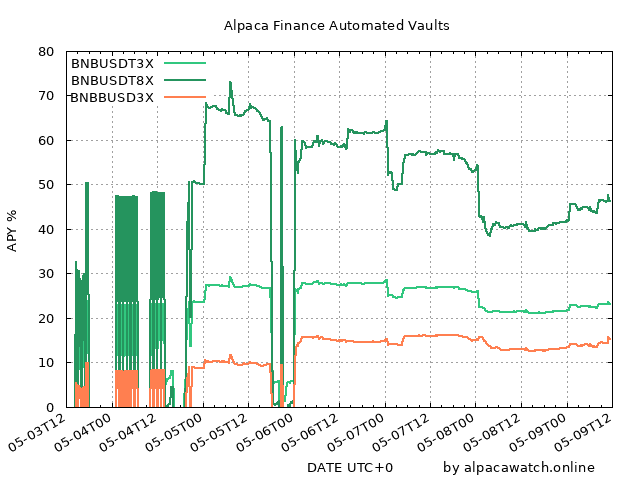 Alpaca Finance Automated Vaults
80
70
60
50
40
30
20
10
0
APY %
BNBUSDT3X
BNBUSDT8X
BNBBUSD3X
05-03T12
05-04T00
05-04T12
05-05T00
05-05T12
05-06T00
05-06T12
05-07T00
05-07T12
05-08T00
05-08T12
05-09T00
05-09T12
DATE UTC+0
by alpacawatch.online